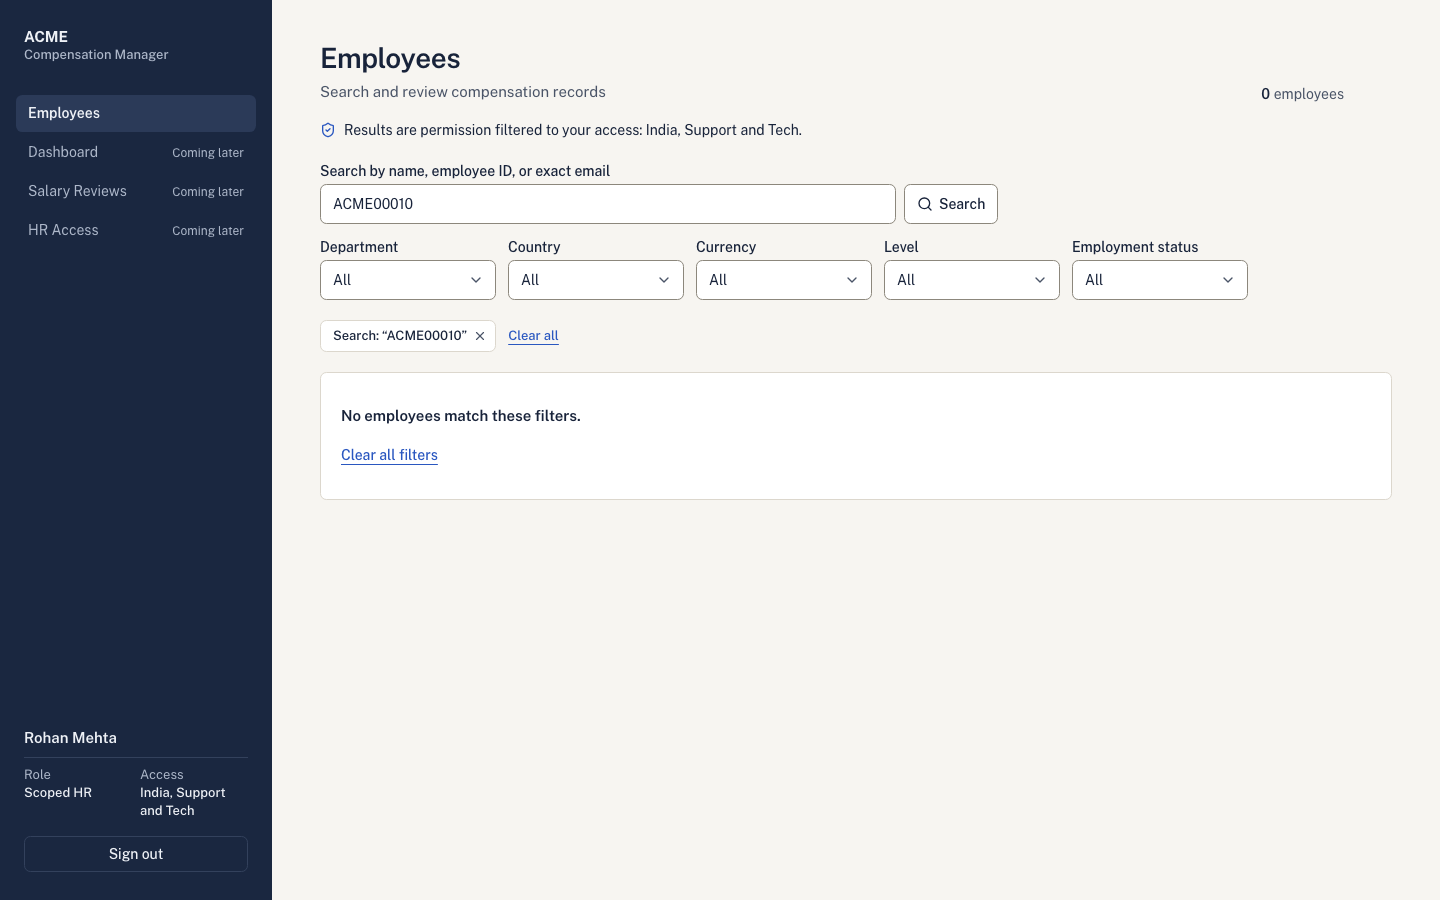 ACME
Compensation Manager
Employees
Dashboard Coming later
Salary Reviews Coming later
HR Access Coming later
Rohan Mehta
Role Access
Scoped HR India, Support
and Tech
Sign out
Employees
Search and review compensation records
0 employees
Results are permission filtered to your access: India, Support and Tech.
Search by name, employee ID, or exact email
ACME00010 Search
Department Country Currency Level Employment status
All All All All All
Search: “ACME00010” Clear all
No employees match these filters.
Clear all filters